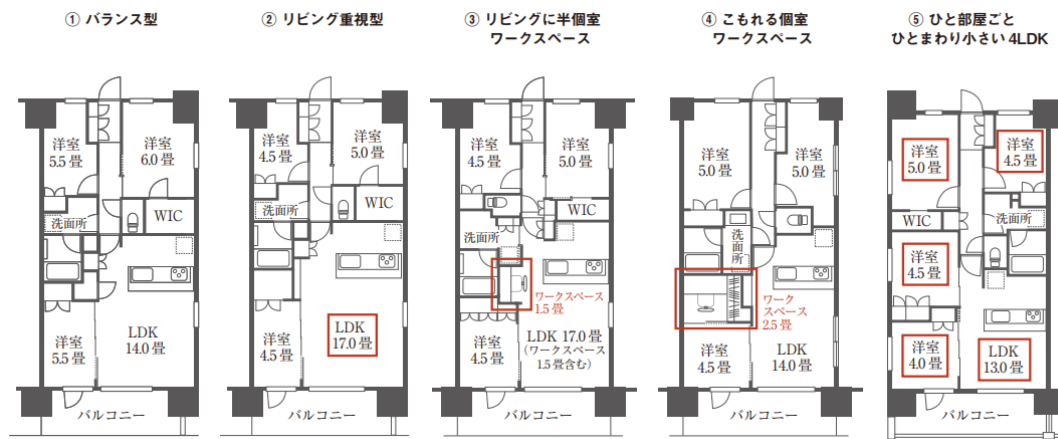 ① バランス型
② リビング重視型
③ リビングに半個室
ワークスペース
④ こもれる個室
ワークスペース
⑤ ひと部屋ごと
ひとまわり小さい4LDK
洋室
5.5 畳
洋室
6.0 畳
洗面所
WIC
洋室
5.5 畳
LDK
14.0 畳
バルコニー
洋室
4.5 畳
洋室
5.0 畳
洗面所
WIC
洋室
4.5 畳
LDK
17.0 畳
バルコニー
洋室
4.5 畳
洋室
5.0 畳
WIC
洗面所
ワークスペース
1.5 畳
洋室
4.5 畳
LDK 17.0 畳
(ワークスペース
1.5 畳含む)
バルコニー
洋室
5.0 畳
洋室
5.0 畳
洗面所
ワーク
スペース
2.5 畳
洋室
4.5 畳
LDK
14.0 畳
バルコニー
洋室
5.0 畳
洋室
4.5 畳
WIC
洗面所
洋室
4.5 畳
洋室
4.0 畳
LDK
13.0 畳
バルコニー